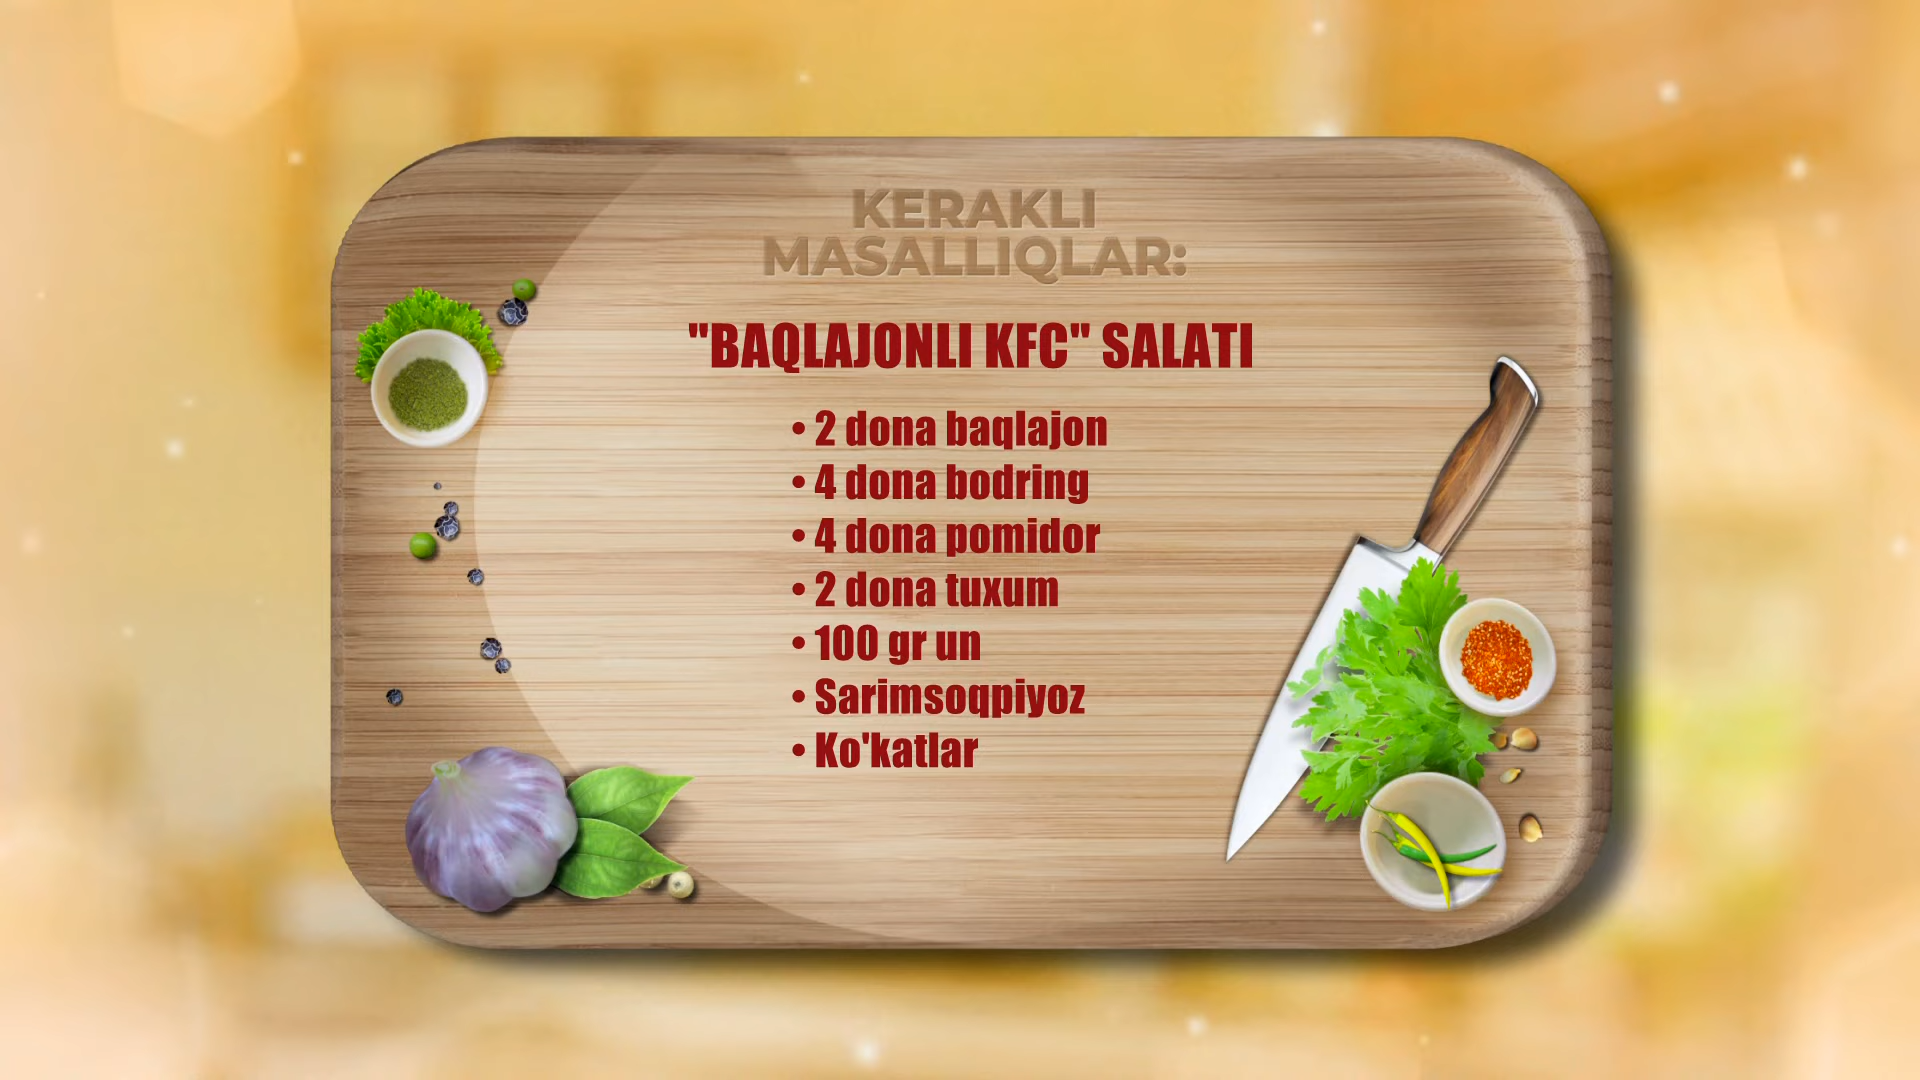 KERAKLI
MASALLIQLAR:
"BAQLAJONLI KFC" SALATI
• 2 dona baqlajon
• 4 dona bodring
• 4 dona pomidor
• 2 dona tuxum
• 100 gr un
• Sarimsoqpiyoz
• Ko'katlar